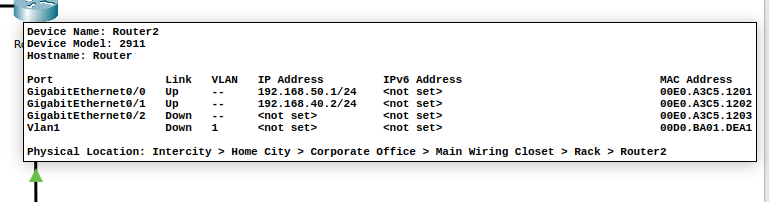 Device Name: Router2
Device Model: 2911
Hostname: Router
Port Link VLAN IP Address IPv6 Address MAC Address
GigabitEthernet0/0 Up -- 192.168.50.1/24 <not set> 00E0.A3C5.1201
GigabitEthernet0/1 Up -- 192.168.40.2/24 <not set> 00E0.A3C5.1202
GigabitEthernet0/2 Down -- <not set> <not set> 00E0.A3C5.1203
Vlan1 Down 1 <not set> <not set> 00D0.BA01.DEA1
Physical Location: Intercity > Home City > Corporate Office > Main Wiring Closet > Rack > Router2